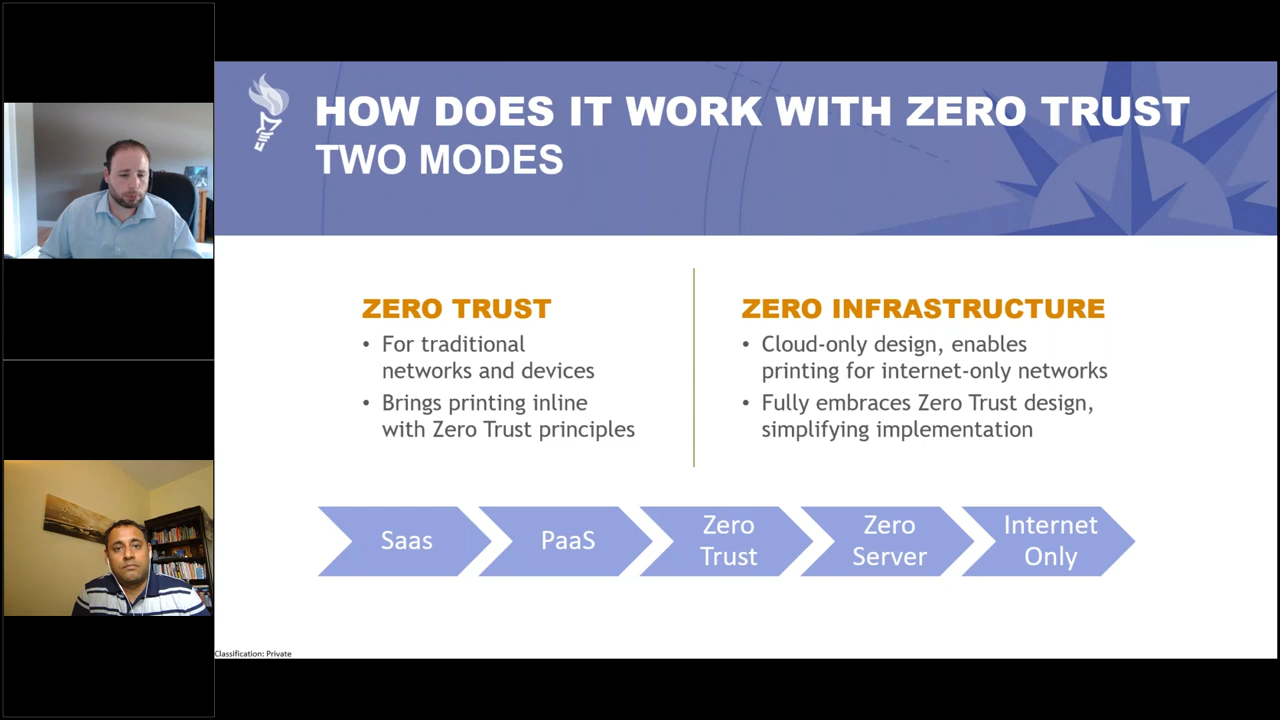 HOW DOES IT WORK WITH ZERO TRUST
TWO MODES
ZERO TRUST
• For traditional
networks and devices
• Brings printing inline
with Zero Trust principles
ZERO INFRASTRUCTURE
• Cloud-only design, enables
printing for internet-only networks
• Fully embraces Zero Trust design,
simplifying implementation
Saas
PaaS
Zero
Trust
Zero
Server
Internet
Only
Classification: Private